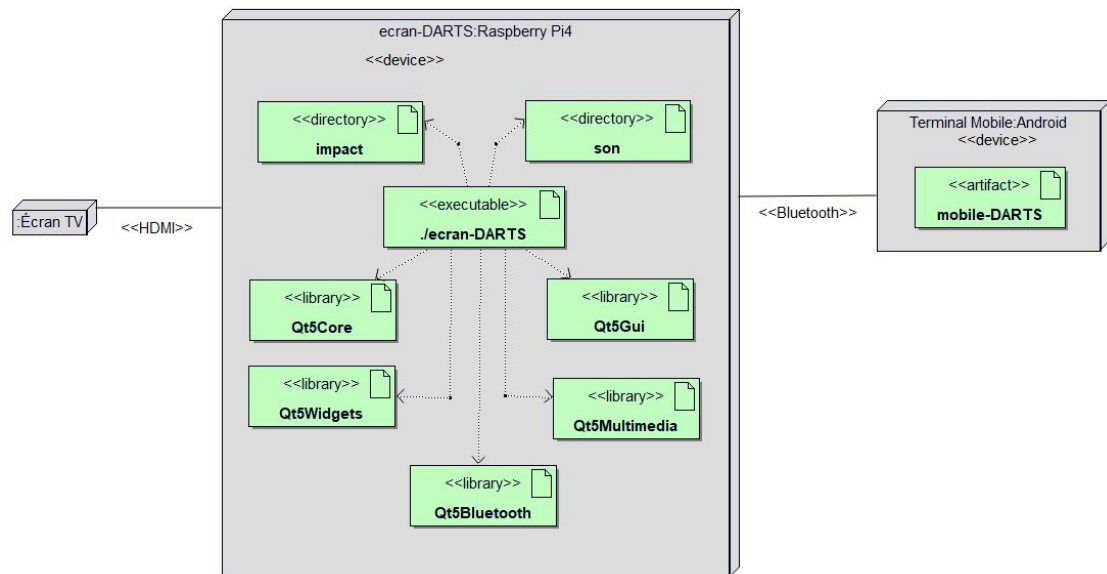 ecran-DARTS:Raspberry Pi4
<<device>>
<<directory>>
impact
<<directory>>
son
<<executable>>
./ecran-DARTS
<<library>>
Qt5Core
<<library>>
Qt5Gui
<<library>>
Qt5Widgets
<<library>>
Qt5Multimedia
<<library>>
Qt5Bluetooth
:Écran TV
<<HDMI>>
<<Bluetooth>>
Terminal Mobile:Android
<<device>>
<<artifact>>
mobile-DARTS